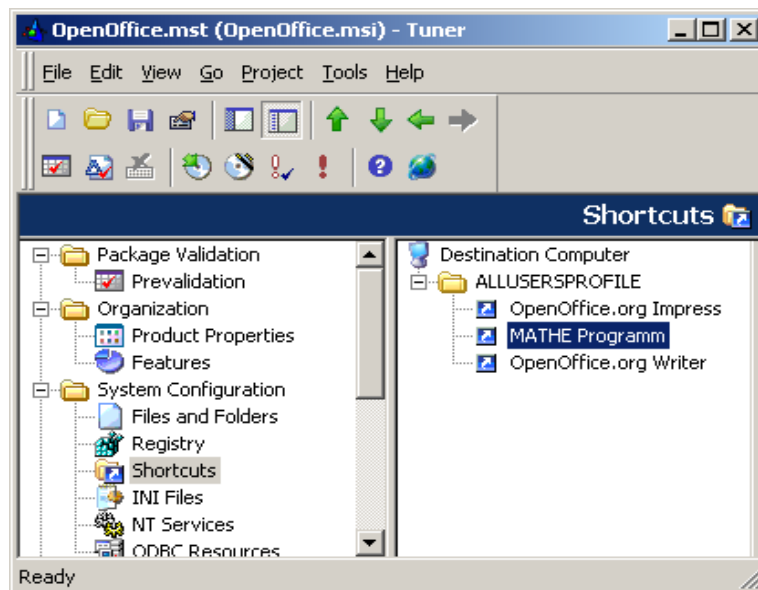 OpenOffice.mst (OpenOffice.msi) - Tuner
File Edit View Go Project Tools Help
Shortcuts
Package Validation
Prevalidation
Organization
Product Properties
Features
System Configuration
Files and Folders
Registry
Shortcuts
INI Files
NT Services
ODBC Resources
Destination Computer
ALLUSERSPROFILE
OpenOffice.org Impress
MATHE Programm
OpenOffice.org Writer
Ready